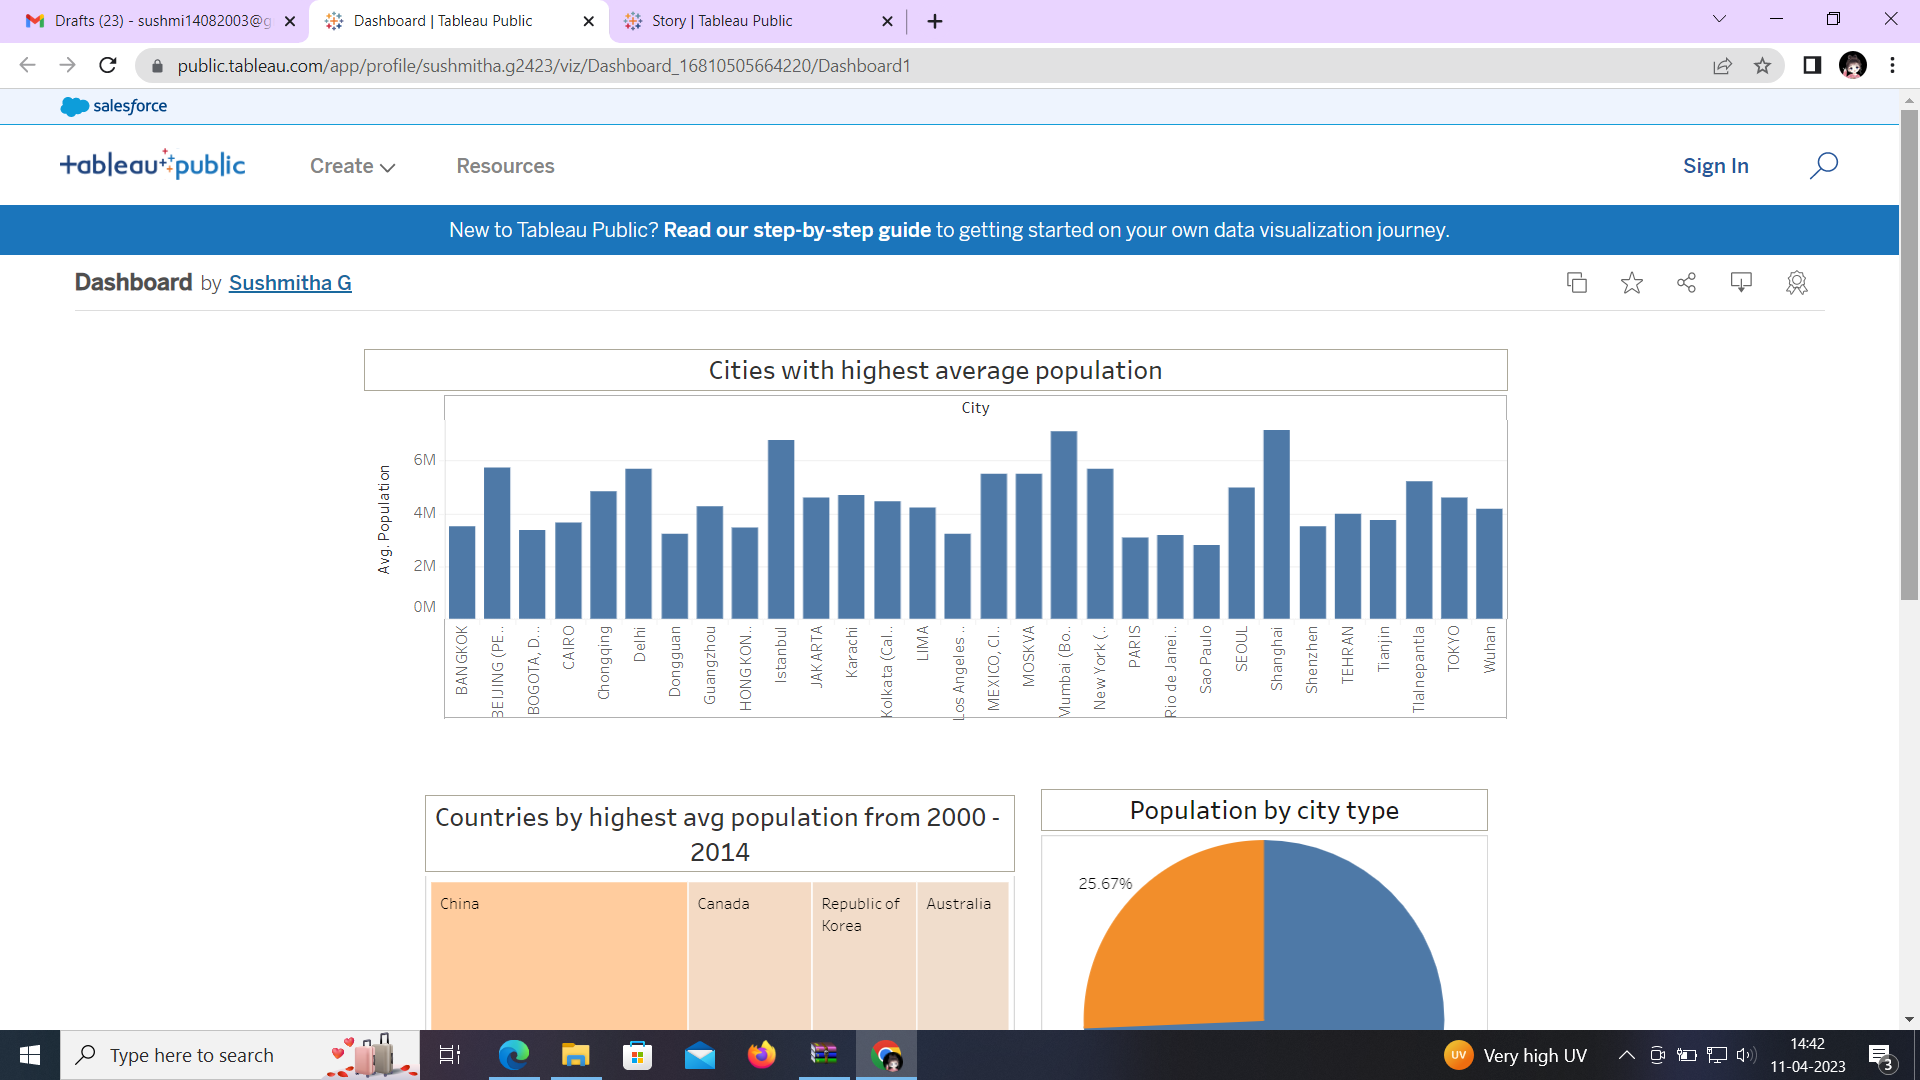 Drafts (23) - sushmi14082003@g
Dashboard | Tableau Public
Story | Tableau Public
public.tableau.com/app/profile/sushmitha.g2423/viz/Dashboard_16810505664220/Dashboard1
salesforce
tableau public
Create
Resources
Sign In
New to Tableau Public? Read our step-by-step guide to getting started on your own data visualization journey.
Dashboard by Sushmitha G
Cities with highest average population
City
Avg. Population
6M
4M
2M
0M
BANGKOK
BEIJING (PE..
BOGOTA, D...
CAIRO
Chongqing
Delhi
Dongguan
Guangzhou
HONG KON..
Istanbul
JAKARTA
Karachi
Kolkata (Cal..
LIMA
Los Angeles ..
MEXICO, CI..
MOSKVA
Mumbai (Bo..
New York (..
PARIS
Rio de Janei..
Sao Paulo
SEOUL
Shanghai
Shenzhen
TEHRAN
Tianjin
Tlalnepantla
TOKYO
Wuhan
Countries by highest avg population from 2000 -
2014
China
Canada
Republic of
Korea
Australia
Population by city type
25.67%
Type here to search
UV
Very high UV
14:42
11-04-2023
3